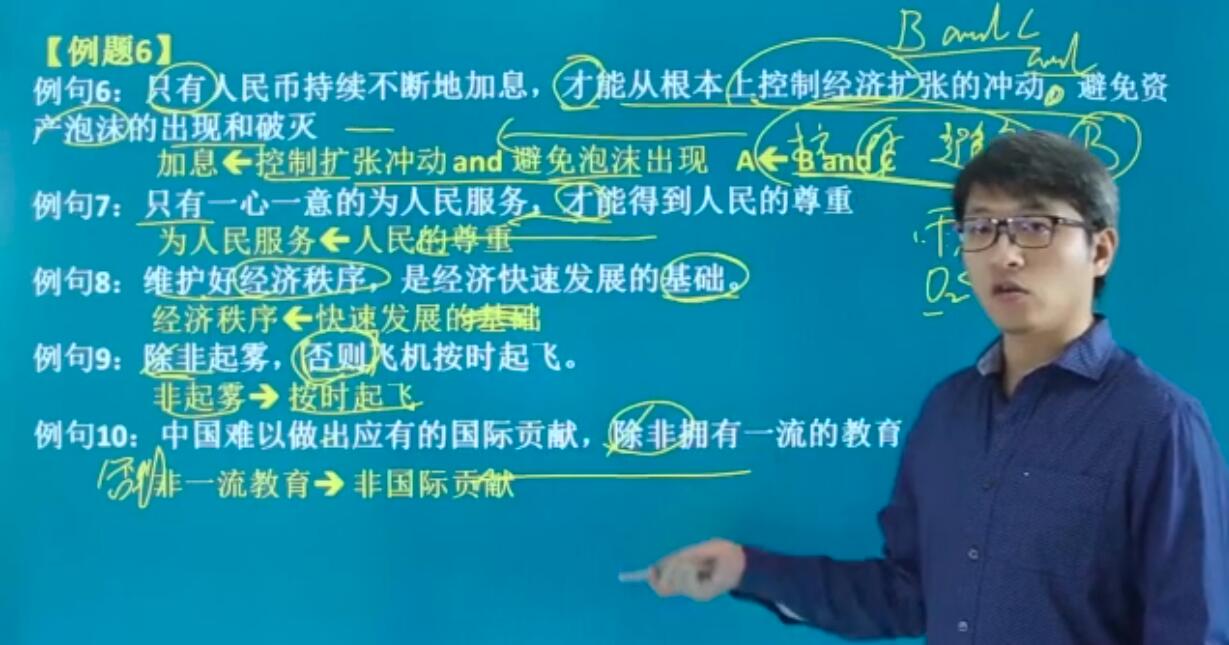 B and C
and
【例题6】
例句6：只有人民币持续不断地加息，才能从根本上控制经济扩张的冲动。避免资
产泡沫的出现和破灭
加息←控制扩张冲动 and 避免泡沫出现 A←B and C
B
例句7：只有一心一意的为人民服务，才能得到人民的尊重
为人民服务←人民的尊重
例句8：维护好经济秩序，是经济快速发展的基础。
经济秩序←快速发展的基础
例句9：除非起雾，否则飞机按时起飞。
非起雾→按时起飞
例句10：中国难以做出应有的国际贡献，除非拥有一流的教育
否则非一流教育→非国际贡献